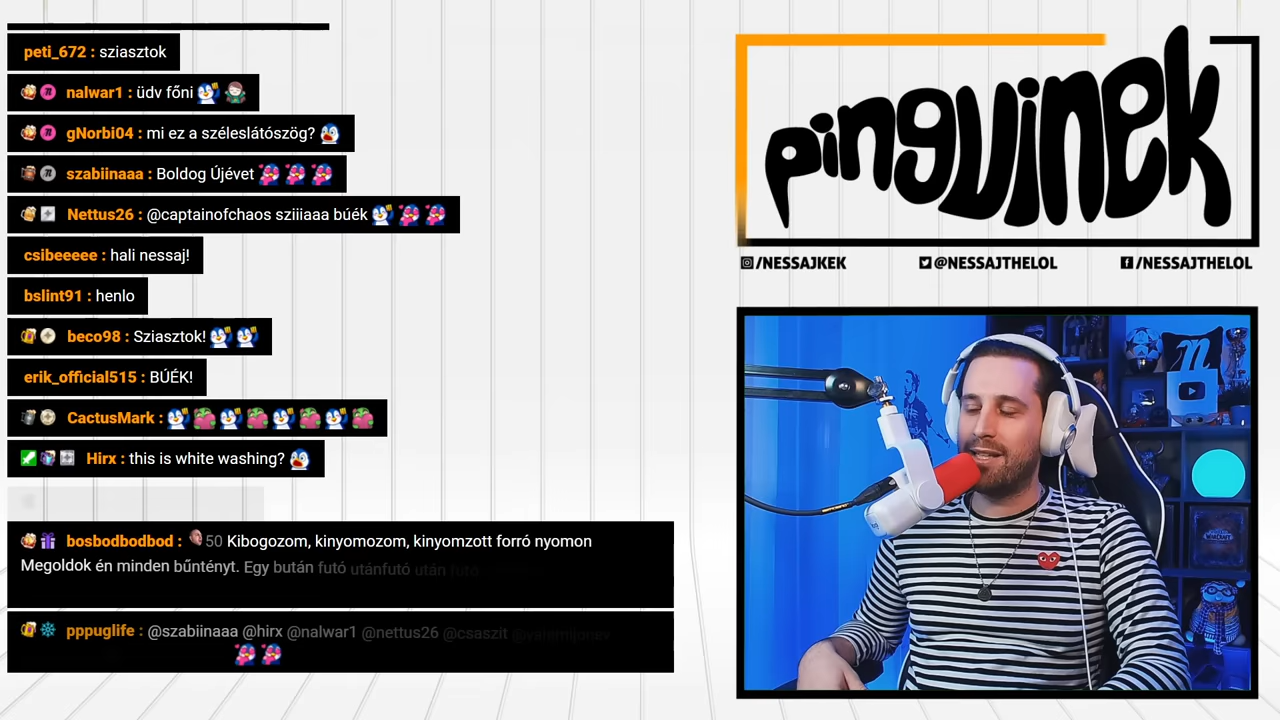 peti_672 : sziasztok
nalwar1 : üdv főni
gNorbi04 : mi ez a széleslátószög?
szabiinaaa : Boldog Újévet
Nettus26 : @captainofchaos sziiiaaa búék
csibeeeee : hali nessaj!
bslint91 : henlo
beco98 : Sziasztok!
erik_official515 : BÚÉK!
CactusMark :
Hirx : this is white washing?
bosbodbodbod : 50 Kibogozom, kinyomozom, kinyomzott forró nyomon
Megoldok én minden bűntényt. Egy bután futó utánfutó után futó
pppuglife : @szabiinaaa @hirx @nalwar1 @nettus26 @csaszit
pingvinek
/NESSAJKEK
@NESSAJTHELOL
/NESSAJTHELOL